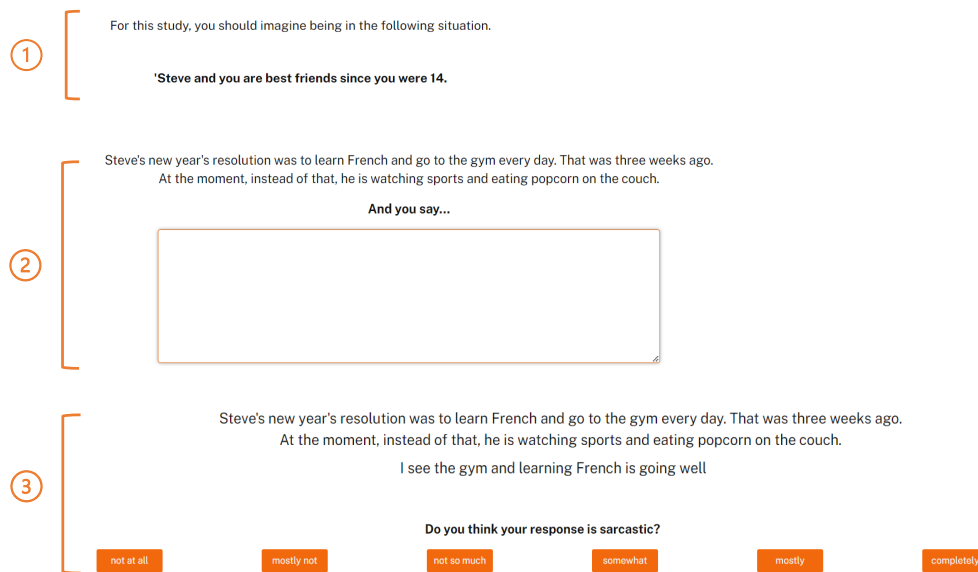 1
For this study, you should imagine being in the following situation.
'Steve and you are best friends since you were 14.
2
Steve's new year's resolution was to learn French and go to the gym every day. That was three weeks ago.
At the moment, instead of that, he is watching sports and eating popcorn on the couch.
And you say...
3
Steve's new year's resolution was to learn French and go to the gym every day. That was three weeks ago.
At the moment, instead of that, he is watching sports and eating popcorn on the couch.
I see the gym and learning French is going well
Do you think your response is sarcastic?
not at all mostly not not so much somewhat mostly completely